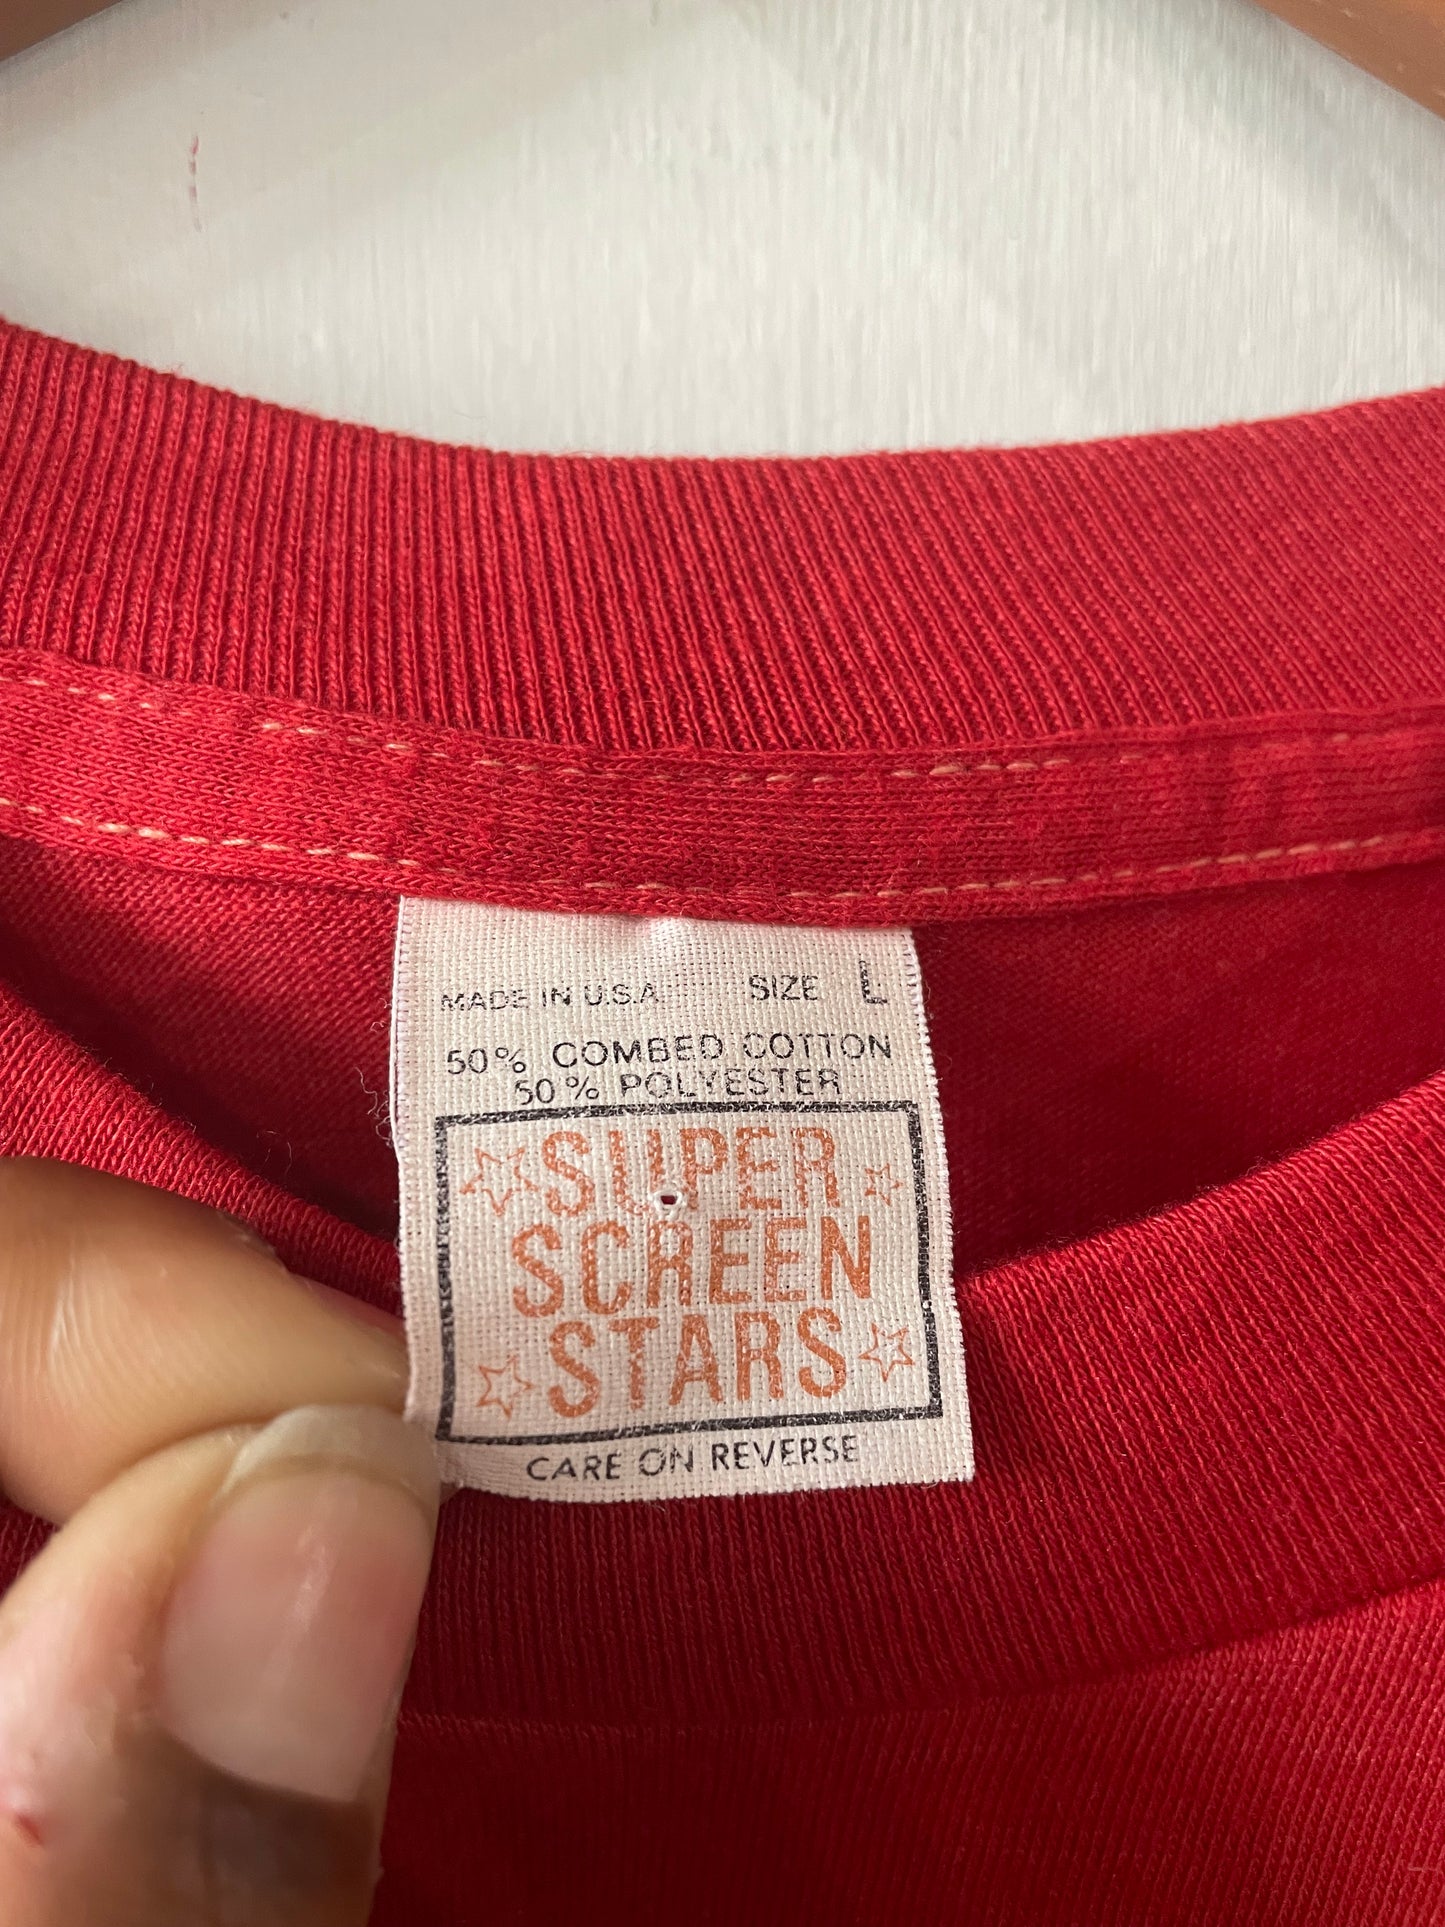 MADE IN U.S.A. SIZE L
50% COMBED COTTON
50% POLYESTER
SUPER
SCREEN
STARS
CARE ON REVERSE